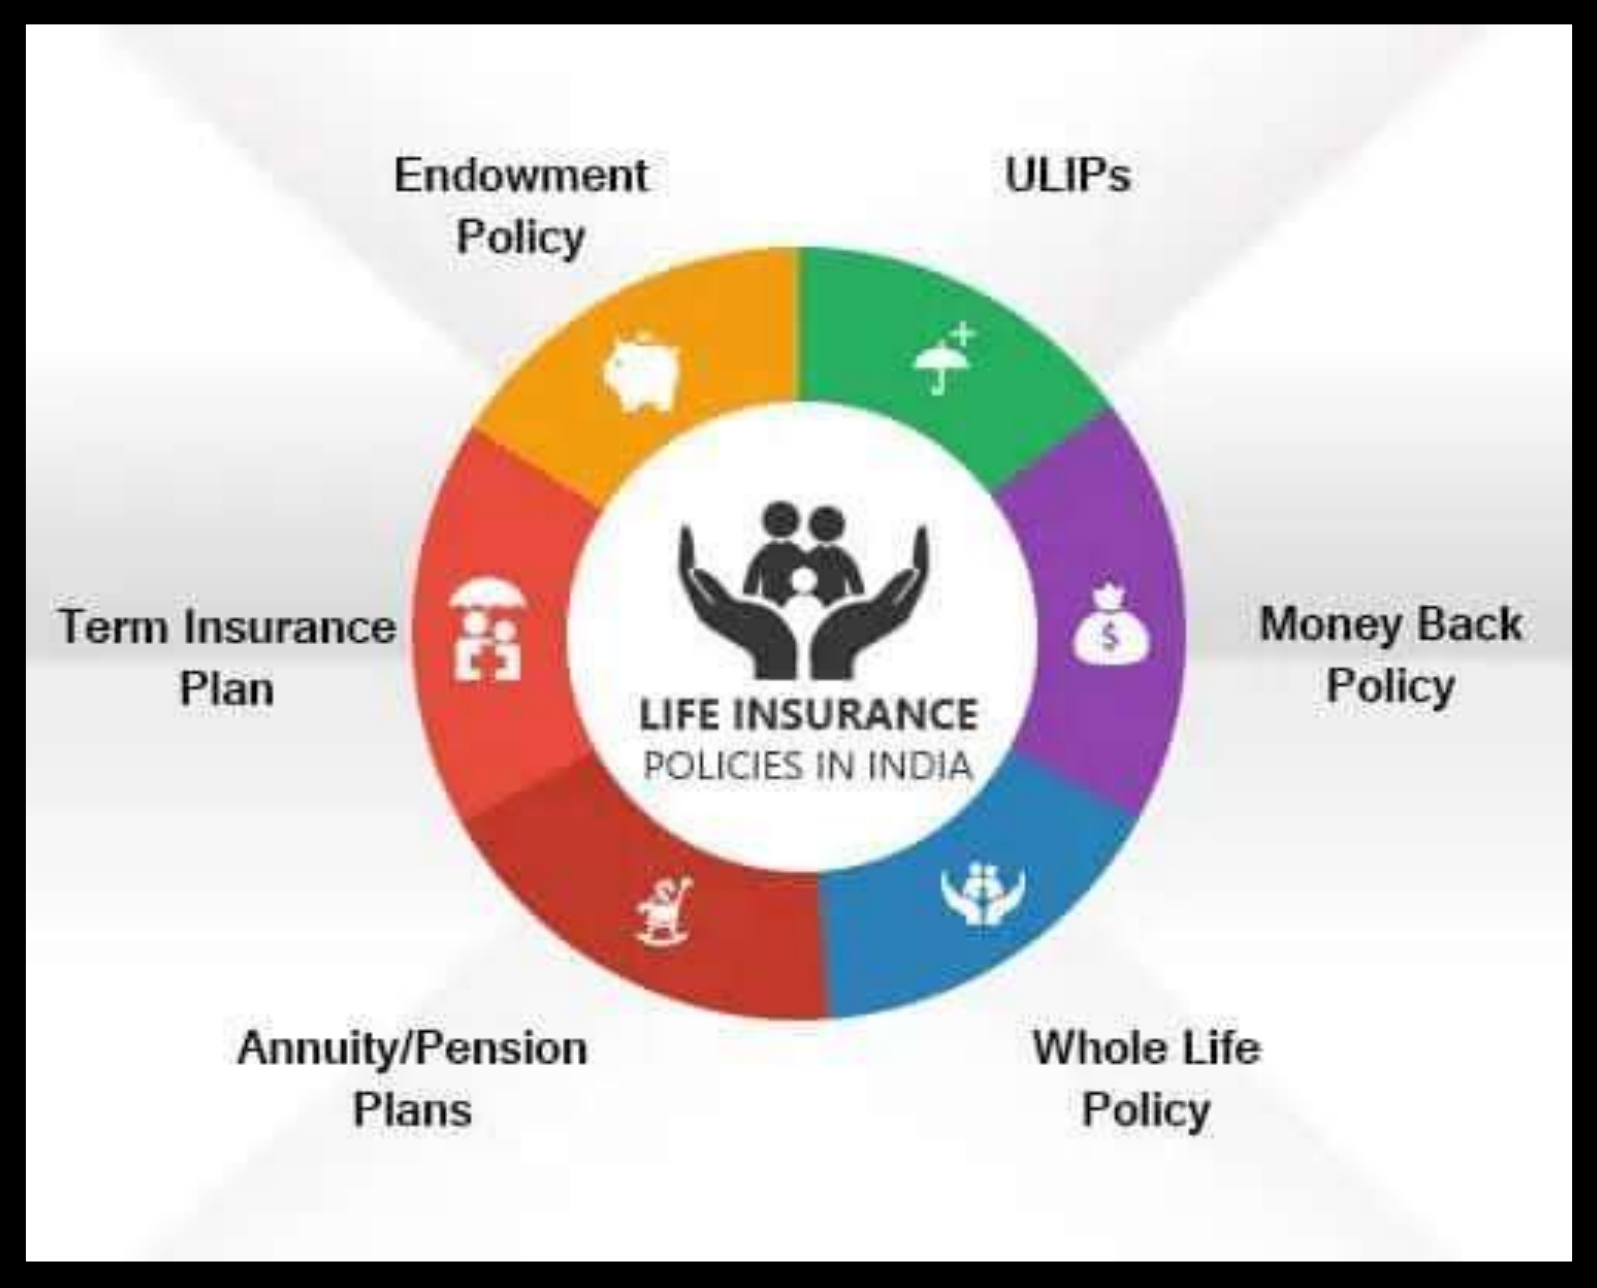 Endowment
Policy
ULIPs
Term Insurance
Plan
$
LIFE INSURANCE
POLICIES IN INDIA
Money Back
Policy
Annuity/Pension
Plans
Whole Life
Policy